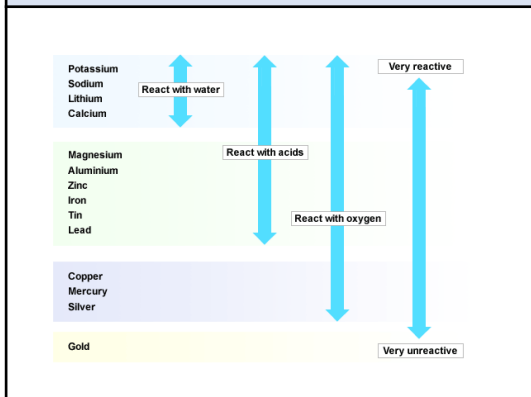 Potassium
Sodium
Lithium
Calcium
React with water
Very reactive
Magnesium
Aluminium
Zinc
Iron
Tin
Lead
React with acids
React with oxygen
Copper
Mercury
Silver
Gold
Very unreactive